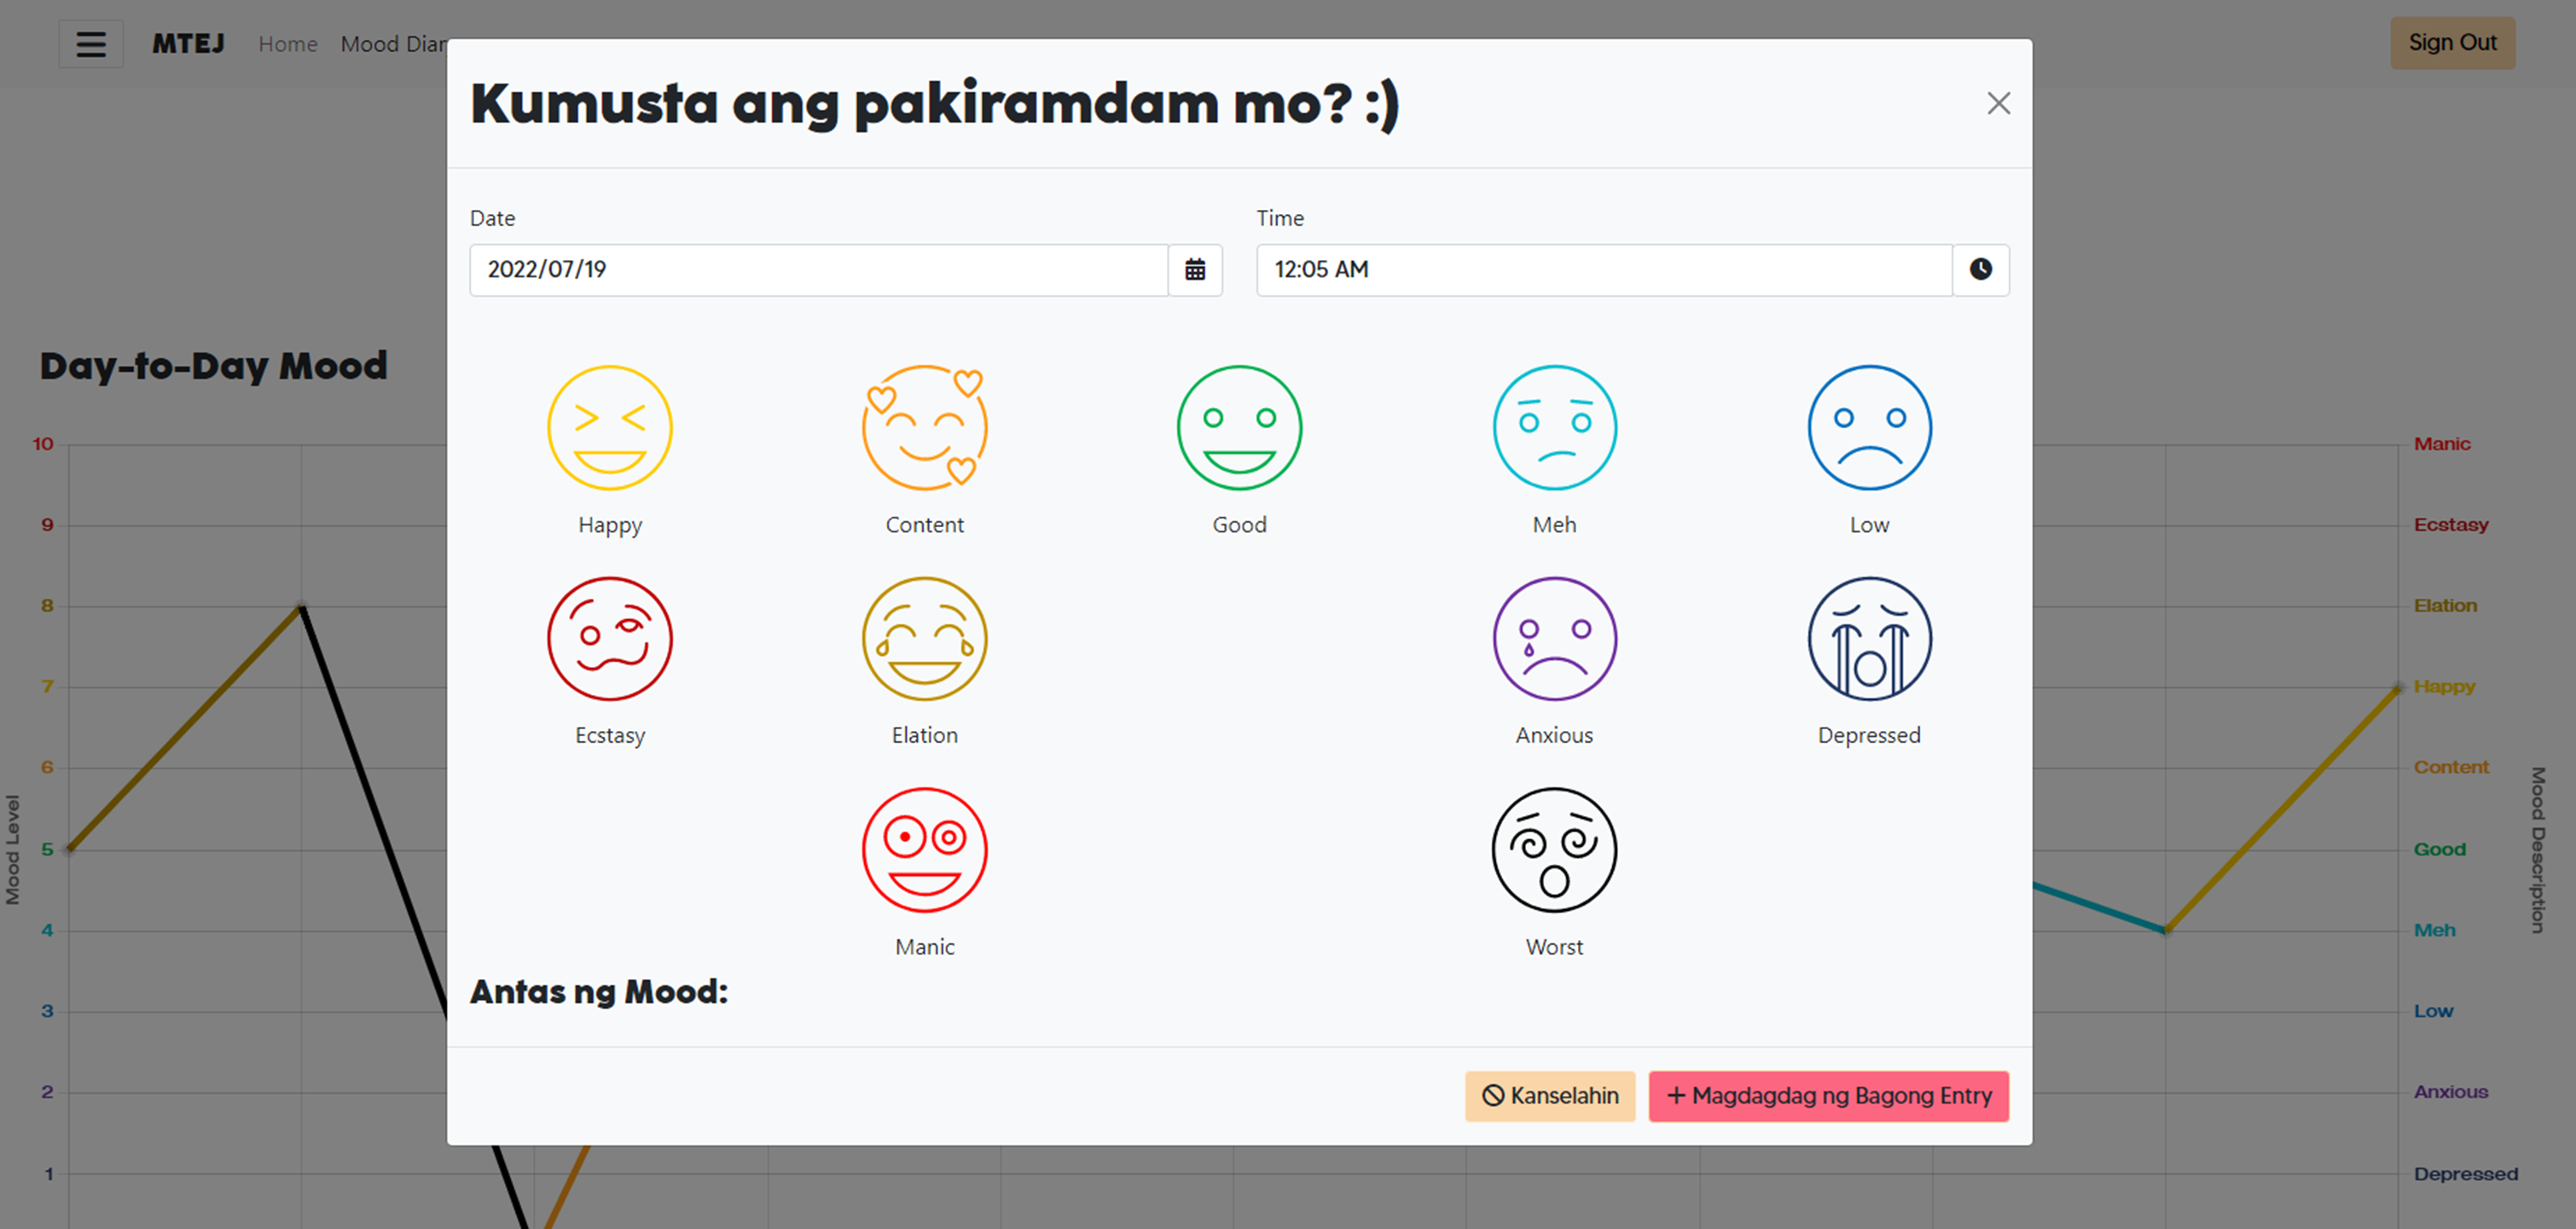 MTEJ Home Mood Diar
Sign Out
Kumusta ang pakiramdam mo? :)
Date
Time
2022/07/19
12:05 AM
Day-to-Day Mood
Happy
Content
Good
Meh
Low
Ecstasy
Elation
Anxious
Depressed
Manic
Worst
Antas ng Mood:
Kanselahin
+ Magdagdag ng Bagong Entry
Mood Level
10
9
8
7
6
5
4
3
2
1
Manic
Ecstasy
Elation
Happy
Content
Good
Meh
Low
Anxious
Depressed
Mood Description